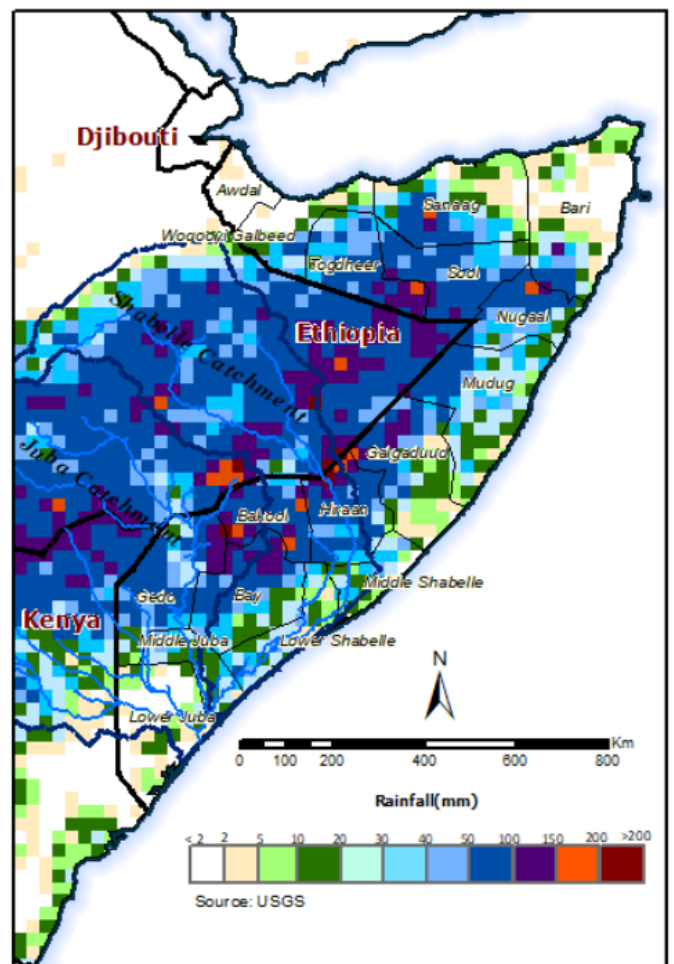 Djibouti
Awdal
Sanaag
Bari
Woqooyi Galbeed
Togdheer
Sool
Ethiopia
Nugaal
Shabelle Catchment
Mudug
Galgaduud
Juba Catchment
Bakool
Hiraan
Middle Shabelle
Gedo
Bay
Kenya
Middle Juba
Lower Shabelle
Lower Juba
N
Km
0 100 200 400 600 800
Rainfall(mm)
< 2 2 5 10 20 30 40 50 100 150 200 >200
Source: USGS